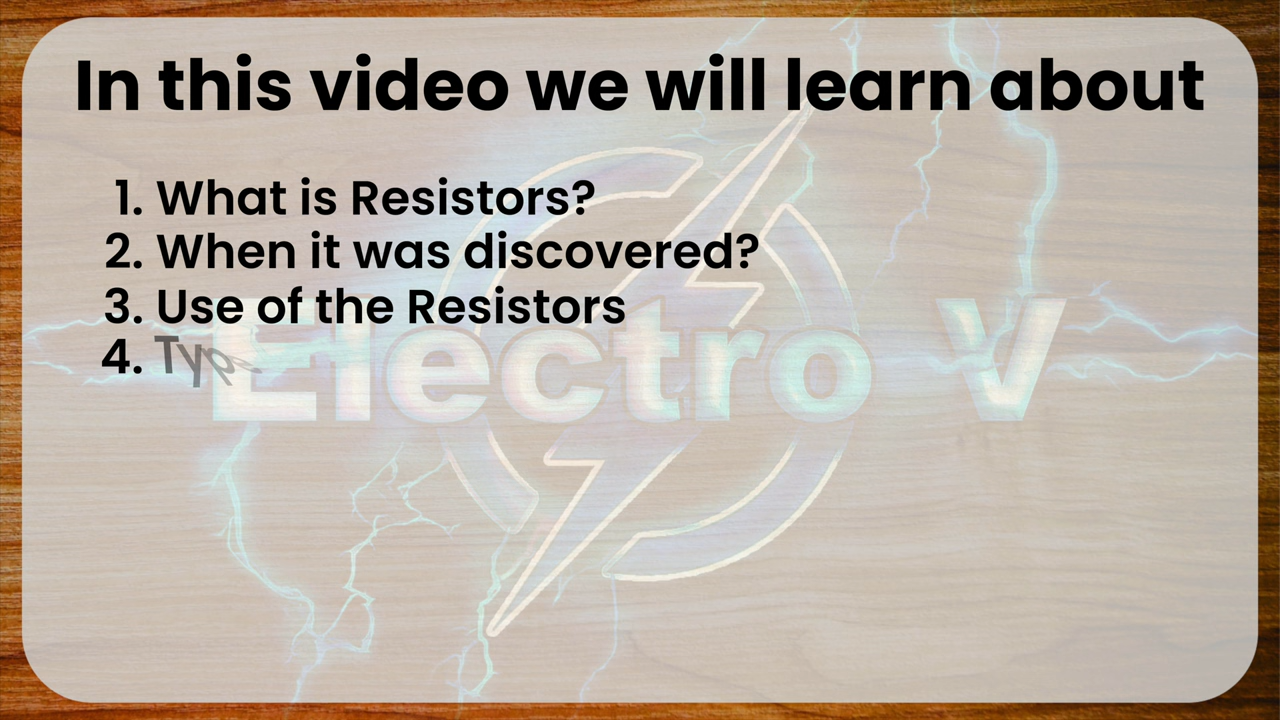 In this video we will learn about
1. What is Resistors?
2. When it was discovered?
3. Use of the Resistors
4.
Electro V